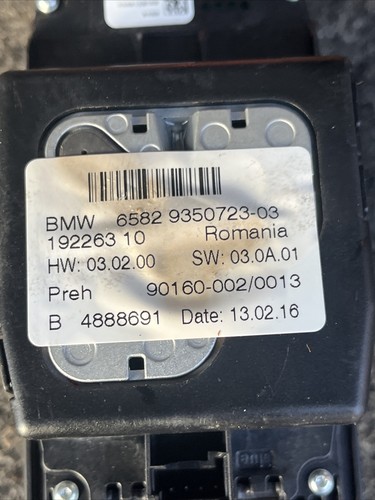 BMW 6582 9350723-03
192263 10 Romania
HW: 03.02.00 SW: 03.0A.01
Preh 90160-002/0013
B 4888691 Date: 13.02.16